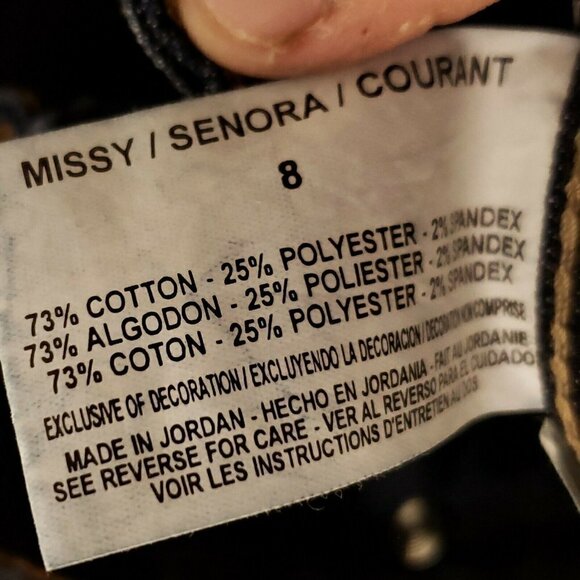 MISSY / SENORA / COURANT
8
73% COTTON - 25% POLYESTER - 2% SPANDEX
73% ALGODON - 25% POLIESTER - 2% SPANDEX
73% COTON - 25% POLYESTER - 2% SPANDEX
EXCLUSIVE OF DECORATION / EXCLUYENDO LA DECORACION / DECORATION NON COMPRISE
MADE IN JORDAN - HECHO EN JORDANIA - FAIT AU JORDANIE
SEE REVERSE FOR CARE - VER AL REVERSO PARA EL CUIDADO
VOIR LES INSTRUCTIONS D'ENTRETIEN AU DOS